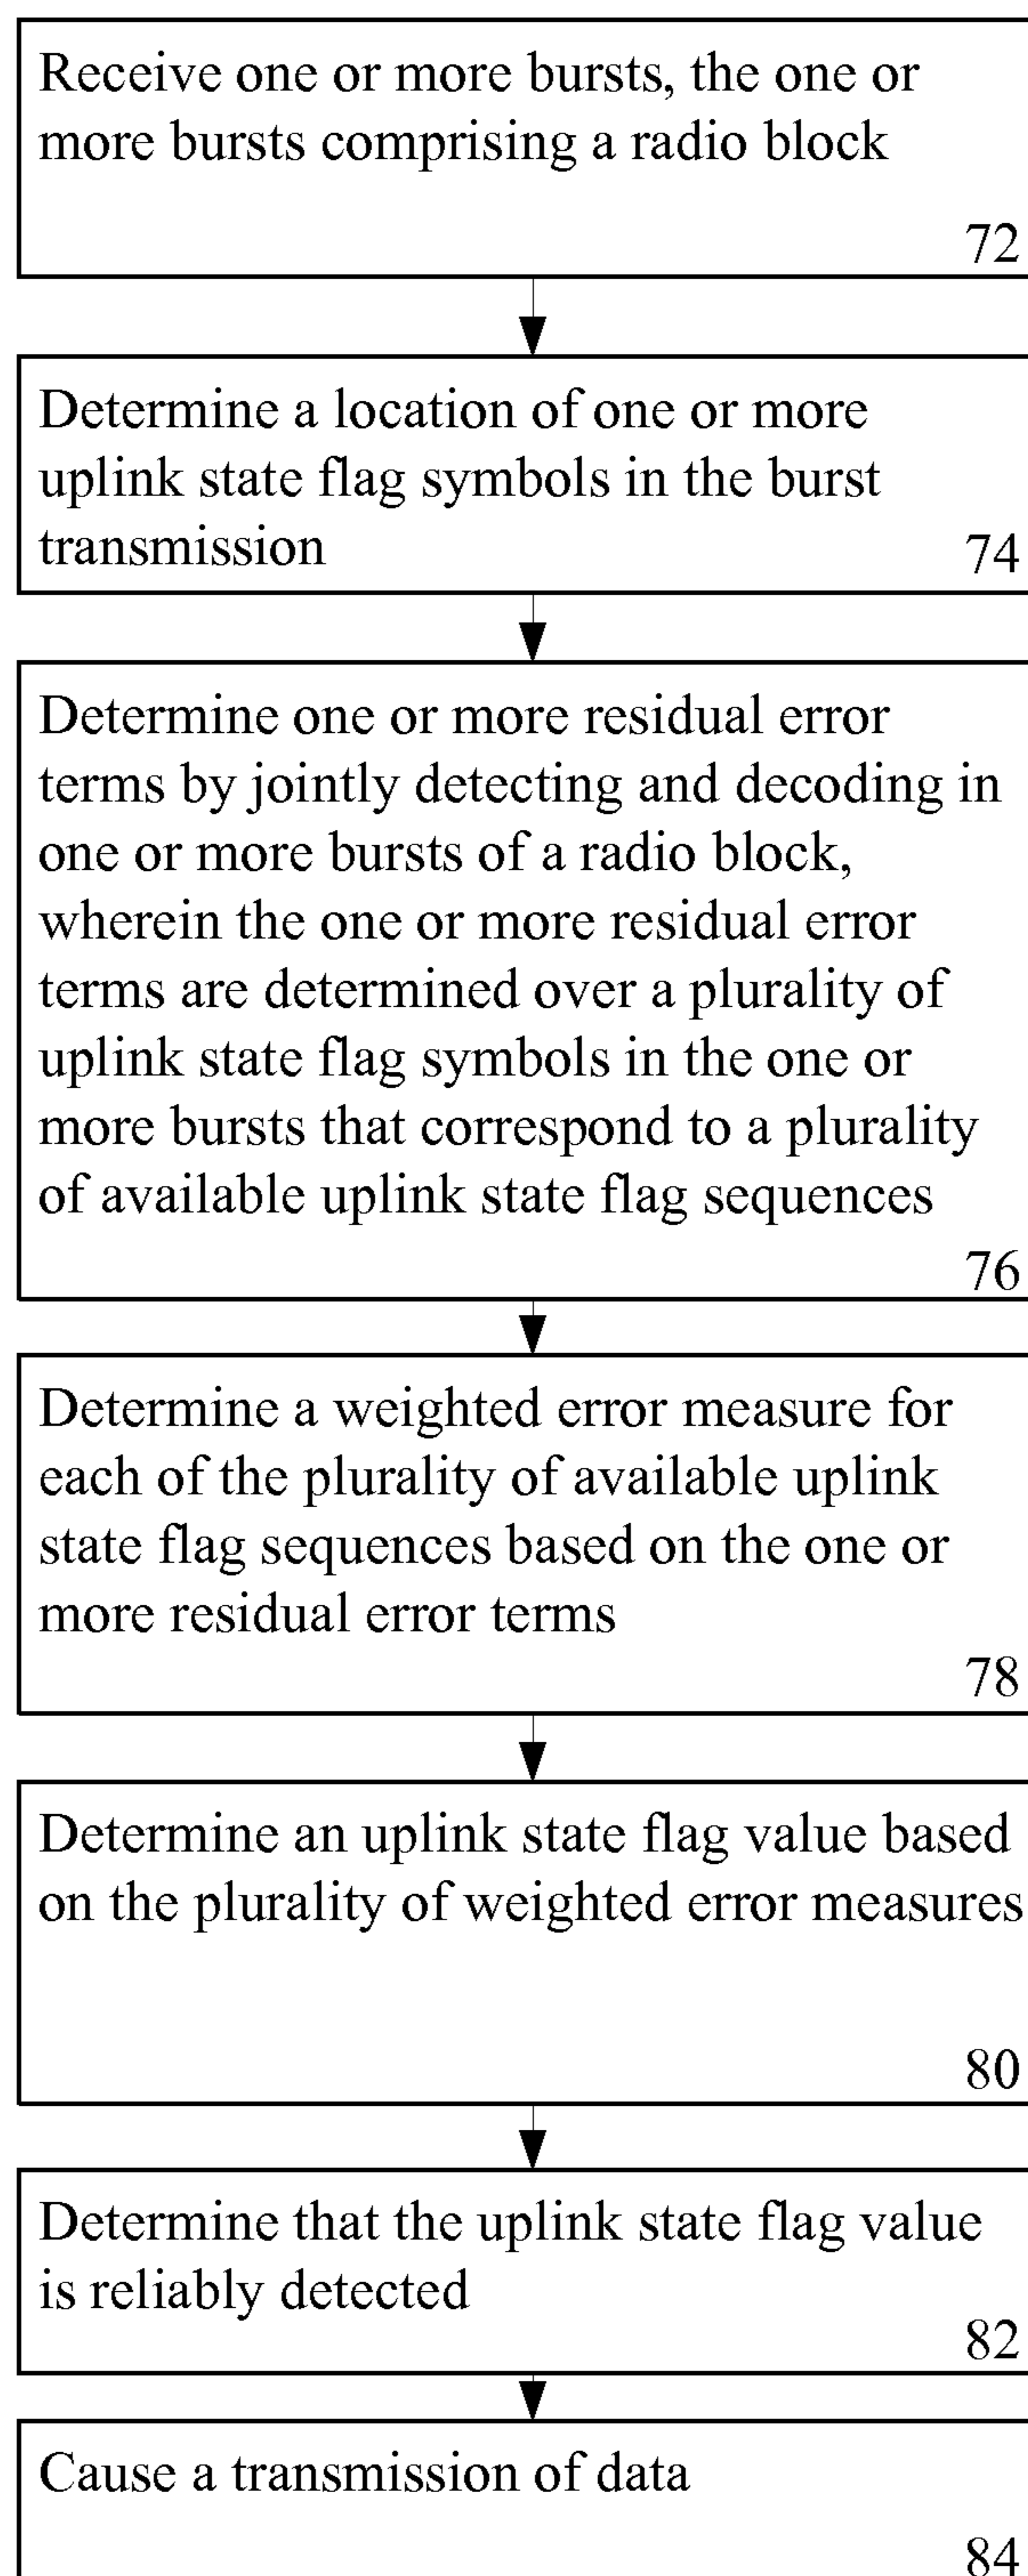 Receive one or more bursts, the one or
more bursts comprising a radio block
72
Determine a location of one or more
uplink state flag symbols in the burst
transmission
74
Determine one or more residual error
terms by jointly detecting and decoding in
one or more bursts of a radio block,
wherein the one or more residual error
terms are determined over a plurality of
uplink state flag symbols in the one or
more bursts that correspond to a plurality
of available uplink state flag sequences
76
Determine a weighted error measure for
each of the plurality of available uplink
state flag sequences based on the one or
more residual error terms
78
Determine an uplink state flag value based
on the plurality of weighted error measures
80
Determine that the uplink state flag value
is reliably detected
82
Cause a transmission of data
84